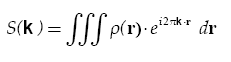 S(k) = ∭ ρ(r)·e^{i2πk·r} dr